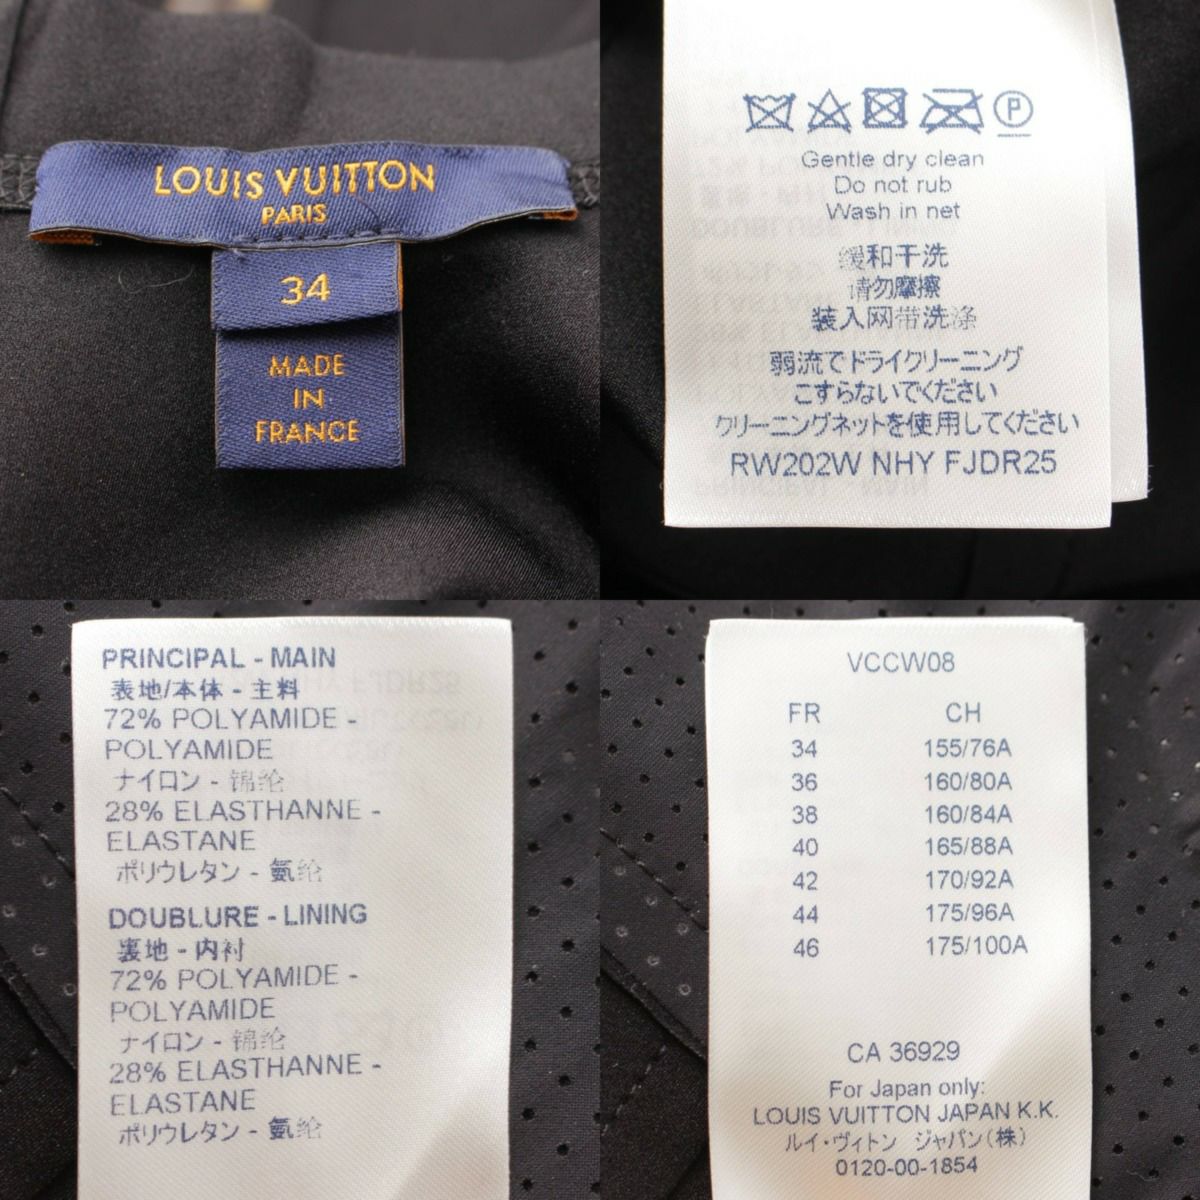 LOUIS VUITTON
PARIS
34
MADE
IN
FRANCE
P
Gentle dry clean
Do not rub
Wash in net
缓和干洗
请勿摩擦
装入网带洗涤
弱流でドライクリーニング
こすらないでください
クリーニングネットを使用してください
RW202W NHY FJDR25
PRINCIPAL - MAIN
表地/本体 - 主料
72% POLYAMIDE -
POLYAMIDE
ナイロン - 锦纶
28% ELASTHANNE -
ELASTANE
ポリウレタン - 氨纶
DOUBLURE - LINING
裏地 - 内衬
72% POLYAMIDE -
POLYAMIDE
ナイロン - 锦纶
28% ELASTHANNE -
ELASTANE
ポリウレタン - 氨纶
VCCW08
FR CH
34 155/76A
36 160/80A
38 160/84A
40 165/88A
42 170/92A
44 175/96A
46 175/100A
CA 36929
For Japan only:
LOUIS VUITTON JAPAN K.K.
ルイ・ヴィトン ジャパン(株)
0120-00-1854